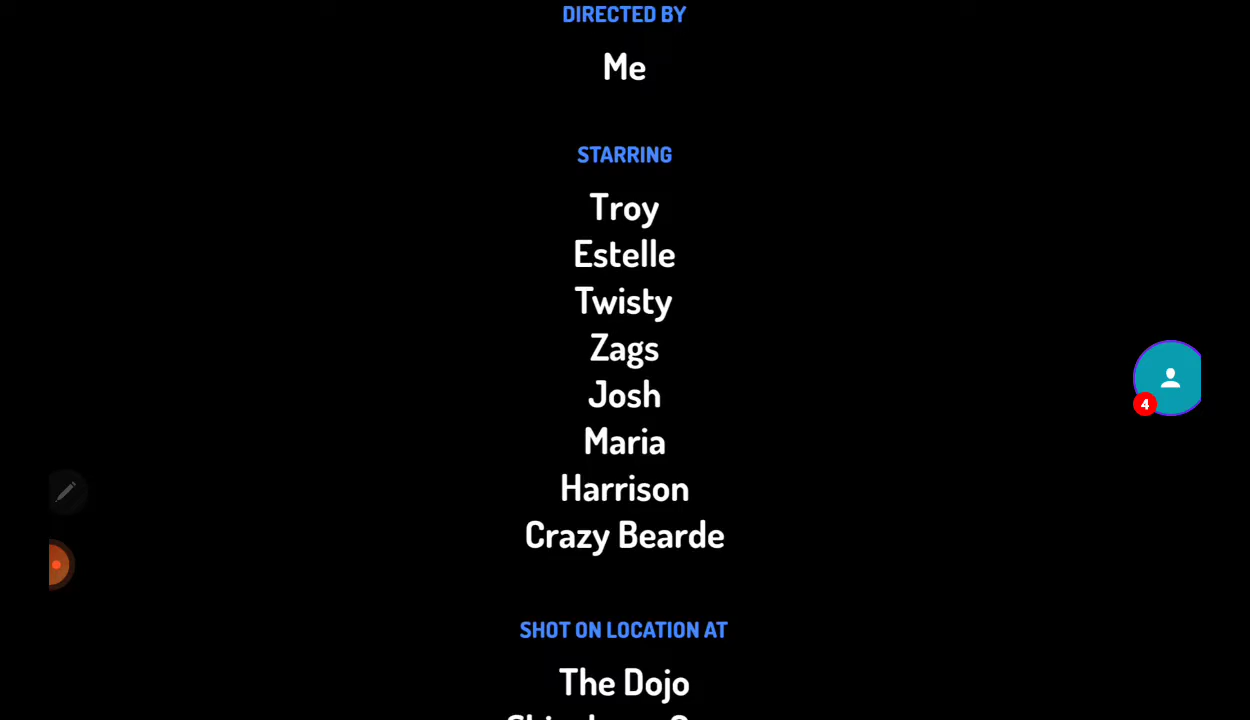 DIRECTED BY
Me
STARRING
Troy
Estelle
Twisty
Zags
Josh
Maria
Harrison
Crazy Bearde
4
SHOT ON LOCATION AT
The Dojo